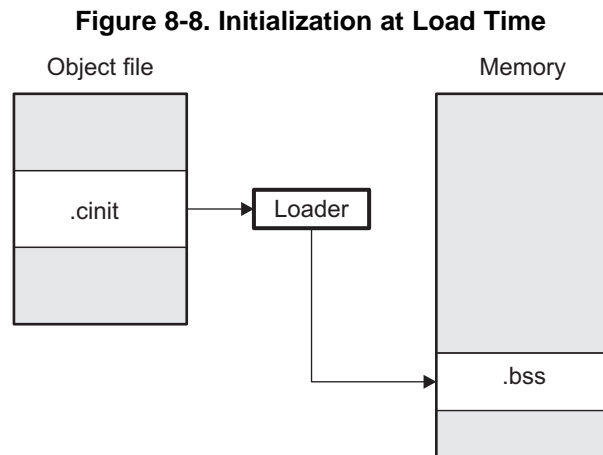 Figure 8-8. Initialization at Load Time
Object file
Memory
.cinit
Loader
.bss